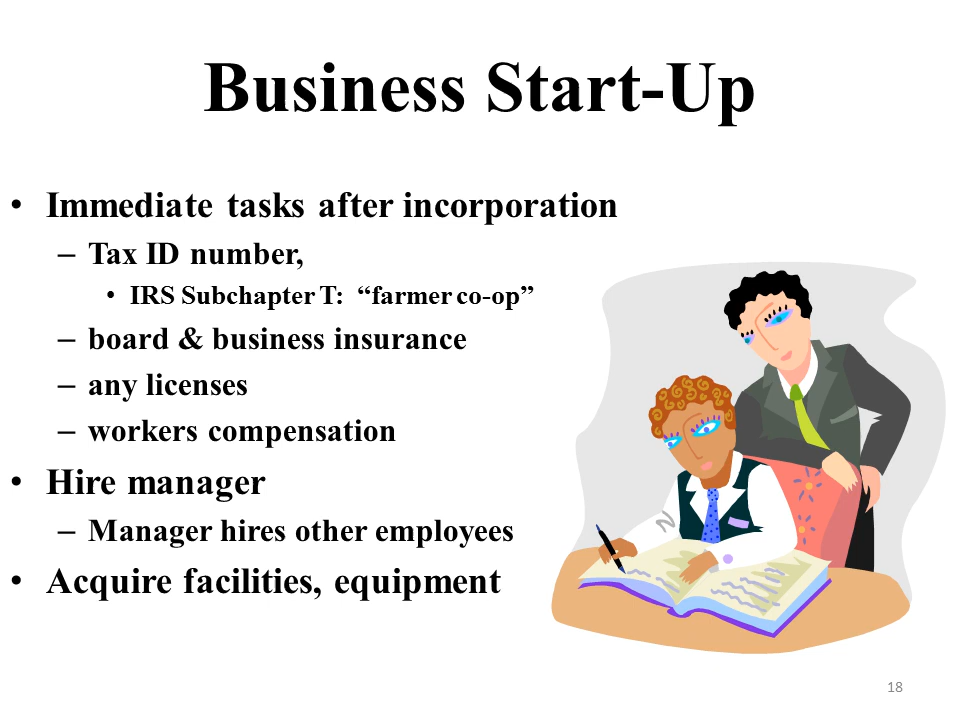 Business Start-Up
• Immediate tasks after incorporation
– Tax ID number,
• IRS Subchapter T: “farmer co-op”
– board & business insurance
– any licenses
– workers compensation
• Hire manager
– Manager hires other employees
• Acquire facilities, equipment
18